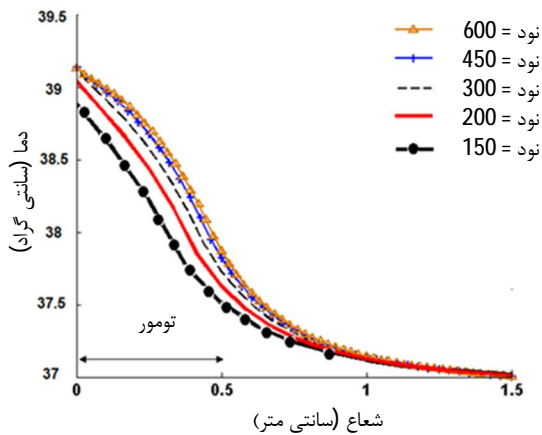 نود = 600
نود = 450
نود = 300
نود = 200
نود = 150
39.5
39
38.5
38
37.5
37
دما (سانتی گراد)
تومور
0
0.5
1
1.5
شعاع (سانتی متر)